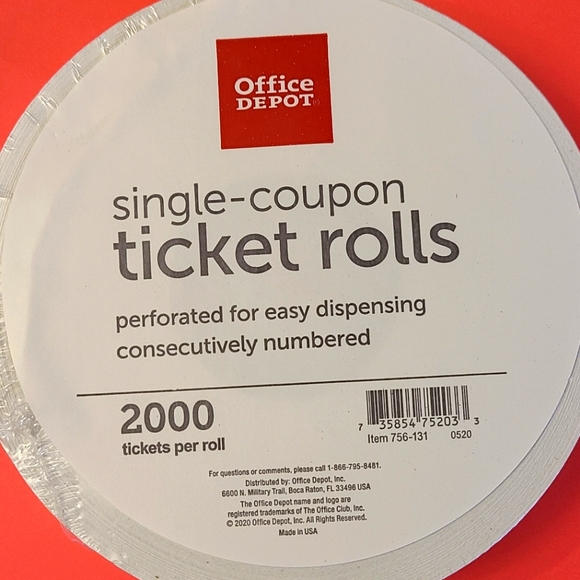 Office
DEPOT®
single-coupon
ticket rolls
perforated for easy dispensing
consecutively numbered
2000
tickets per roll
7 35854 75203 3
Item 756-131 0520
For questions or comments, please call 1-866-795-8481.
Distributed by: Office Depot, Inc.
6600 N. Military Trail, Boca Raton, FL 33496 USA
The Office Depot name and logo are
registered trademarks of The Office Club, Inc.
© 2020 Office Depot, Inc. All Rights Reserved.
Made in USA